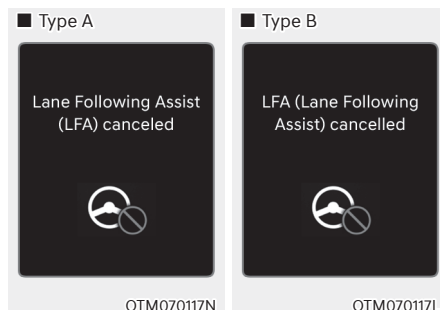 ■ Type A
Lane Following Assist
(LFA) canceled
OTM070117N
■ Type B
LFA (Lane Following
Assist) cancelled
OTM070117L